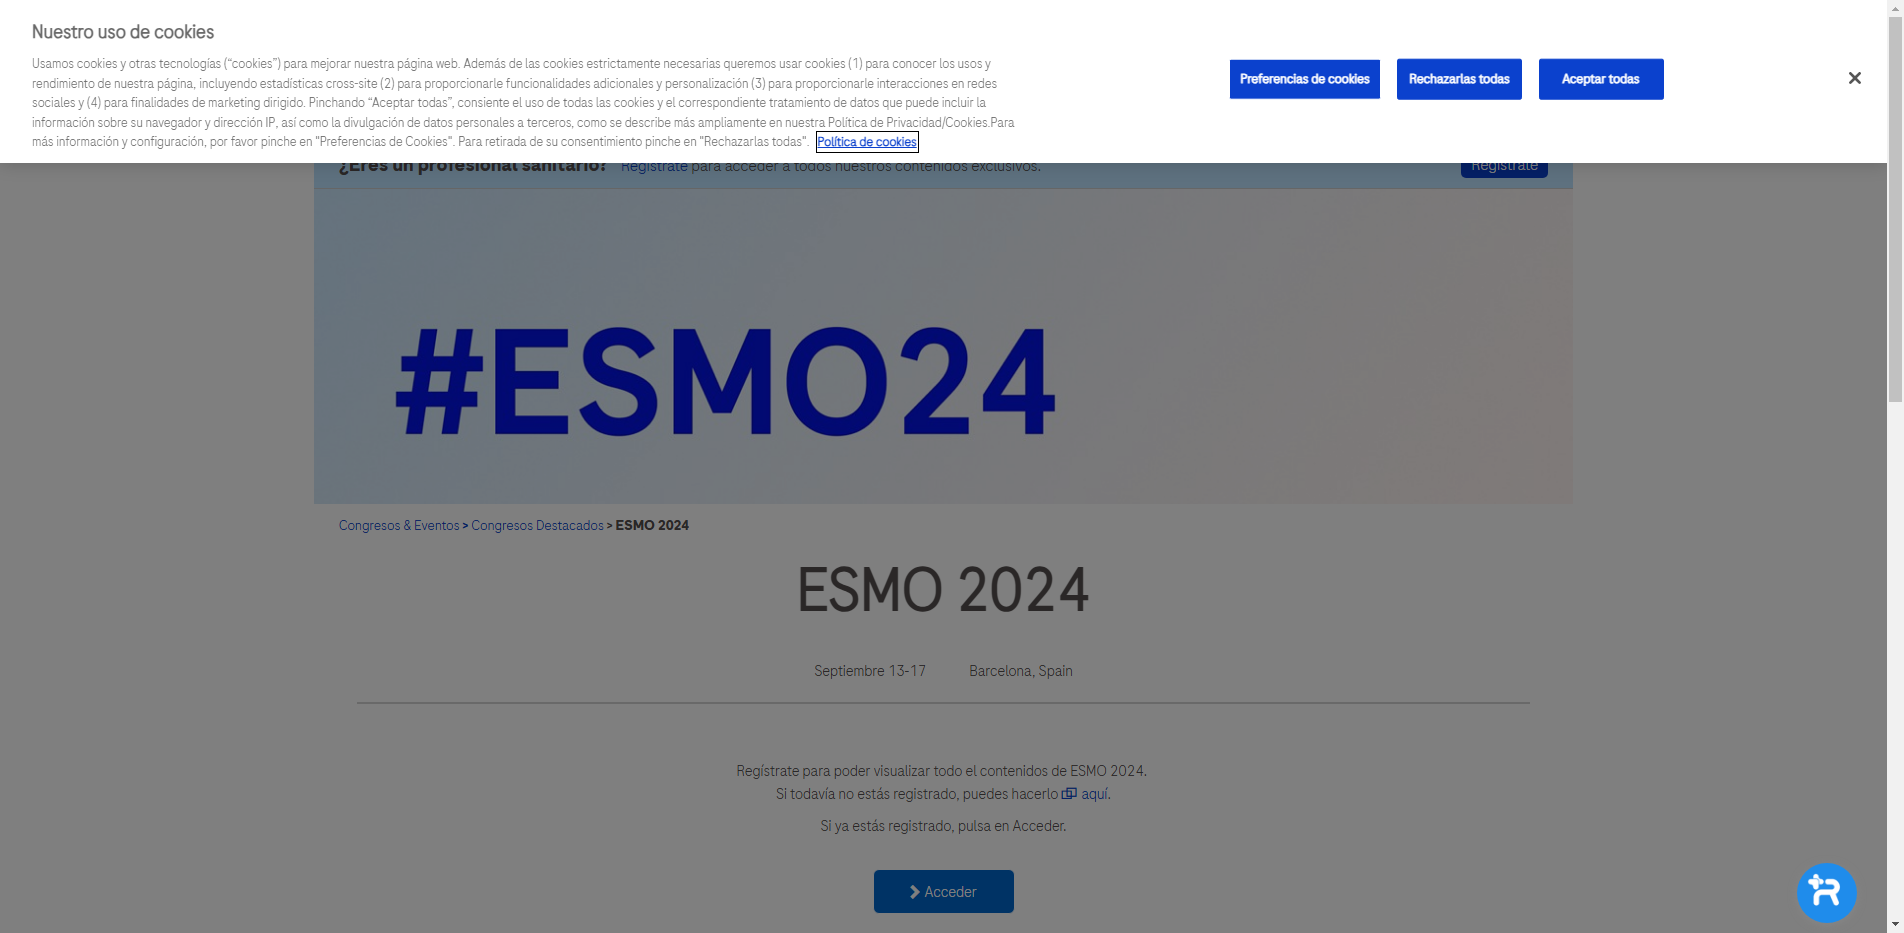 Nuestro uso de cookies
Usamos cookies y otras tecnologías (“cookies”) para mejorar nuestra página web. Además de las cookies estrictamente necesarias queremos usar cookies (1) para conocer los usos y
rendimiento de nuestra página, incluyendo estadísticas cross-site (2) para proporcionarle funcionalidades adicionales y personalización (3) para proporcionarle interacciones en redes
sociales y (4) para finalidades de marketing dirigido. Pinchando “Aceptar todas”, consiente el uso de todas las cookies y el correspondiente tratamiento de datos que puede incluir la
información sobre su navegador y dirección IP, así como la divulgación de datos personales a terceros, como se describe más ampliamente en nuestra Política de Privacidad/Cookies.Para
más información y configuración, por favor pinche en "Preferencias de Cookies". Para retirada de su consentimiento pinche en "Rechazarlas todas". Política de cookies
Preferencias de cookies
Rechazarlas todas
Aceptar todas
¿Eres un profesional sanitario? Regístrate para acceder a todos nuestros contenidos exclusivos.
Regístrate
#ESMO24
Congresos & Eventos > Congresos Destacados > ESMO 2024
ESMO 2024
Septiembre 13-17 Barcelona, Spain
Regístrate para poder visualizar todo el contenidos de ESMO 2024.
Si todavía no estás registrado, puedes hacerlo aquí.
Si ya estás registrado, pulsa en Acceder.
Acceder